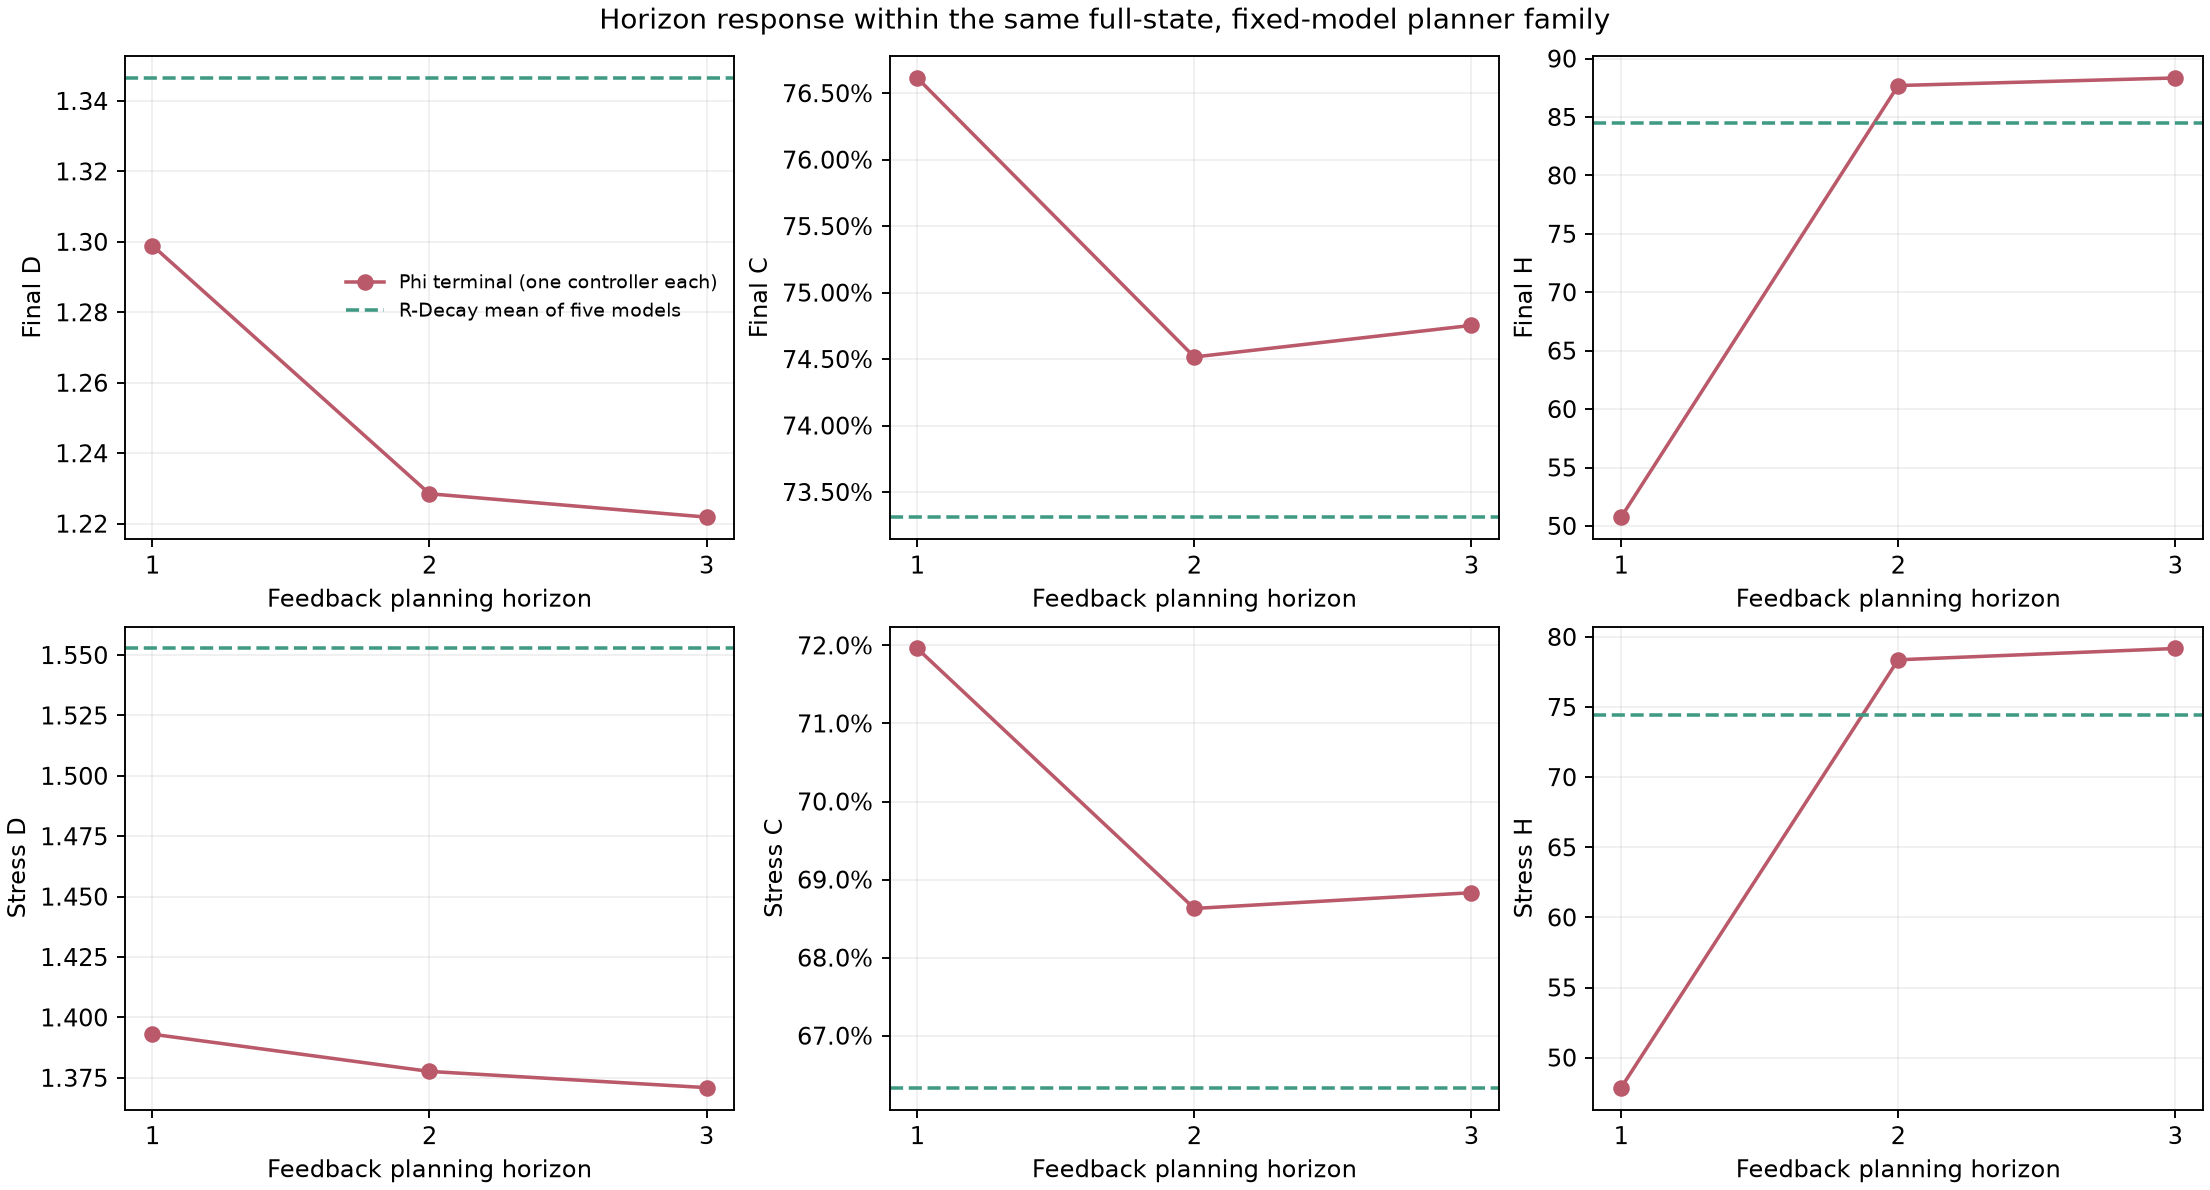 Horizon response within the same full-state, fixed-model planner family
Final D
1.34
1.32
1.30
1.28
1.26
1.24
1.22
Phi terminal (one controller each)
R-Decay mean of five models
1 2 3
Feedback planning horizon
Final C
76.50%
76.00%
75.50%
75.00%
74.50%
74.00%
73.50%
1 2 3
Feedback planning horizon
Final H
90
85
80
75
70
65
60
55
50
1 2 3
Feedback planning horizon
Stress D
1.550
1.525
1.500
1.475
1.450
1.425
1.400
1.375
1 2 3
Feedback planning horizon
Stress C
72.0%
71.0%
70.0%
69.0%
68.0%
67.0%
1 2 3
Feedback planning horizon
Stress H
80
75
70
65
60
55
50
1 2 3
Feedback planning horizon